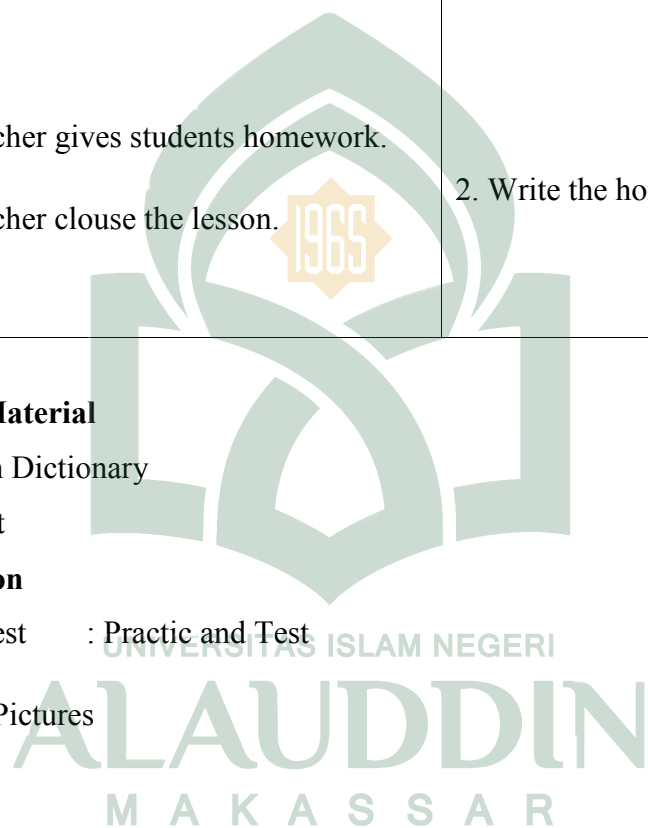 cher gives students homework.
cher clouse the lesson.
2. Write the ho
1965
Material
n Dictionary
t
on
est : Practic and Test
UNIVERSITAS ISLAM NEGERI
Pictures
ALAUDDIN
MAKASSAR